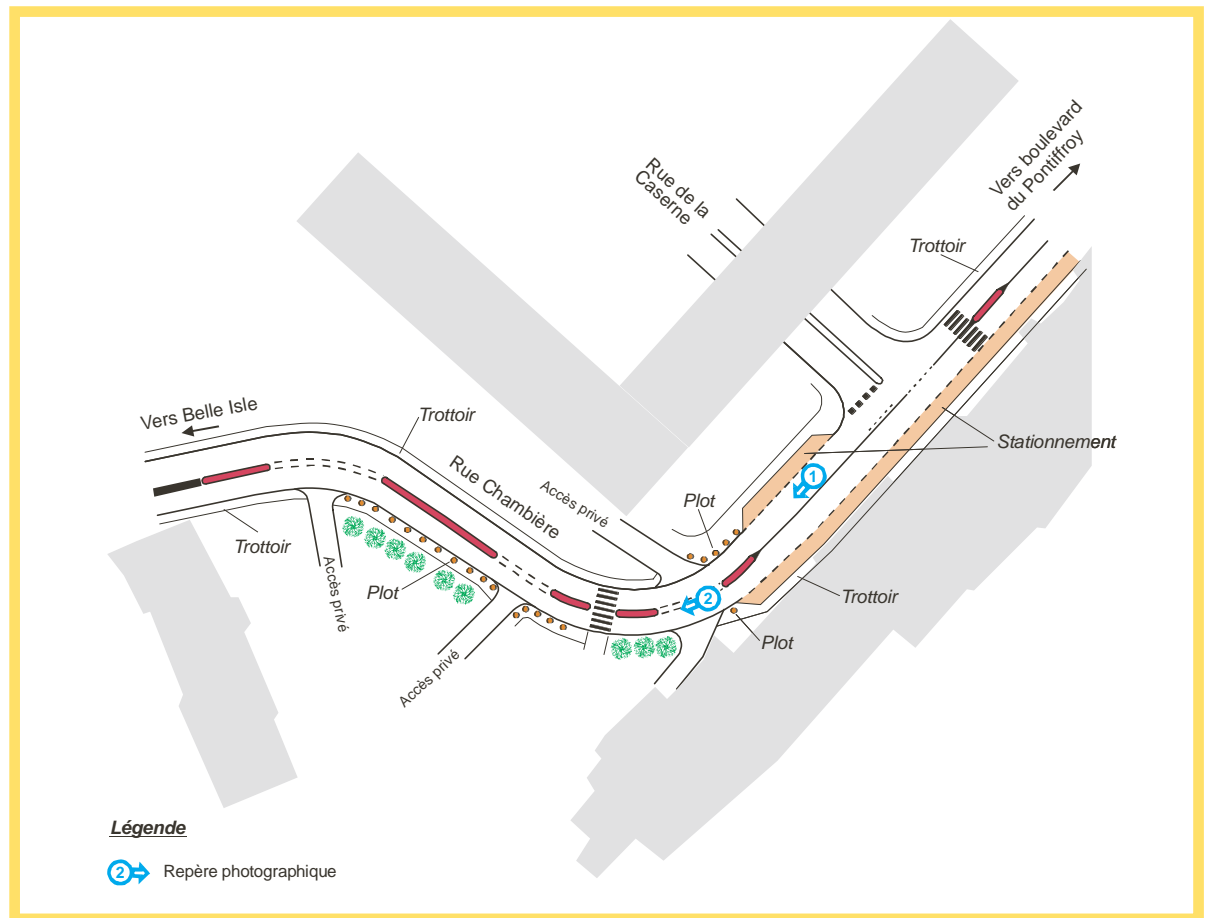 Vers boulevard
du Pontiffroy
Rue de la
Caserne
Trottoir
Vers Belle Isle
Trottoir
Stationnement
Rue Chambière
Accès privé
1
Plot
Trottoir
Accès privé
Plot
2
Trottoir
Plot
Accès privé
Légende
2 Repère photographique